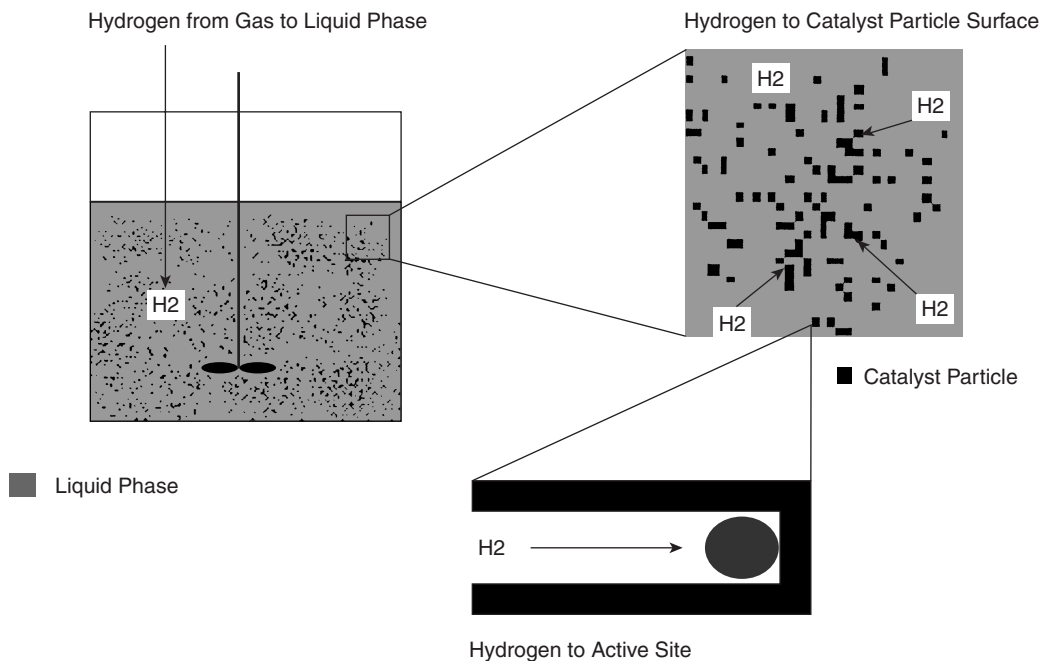 Hydrogen from Gas to Liquid Phase
Hydrogen to Catalyst Particle Surface
H2
H2
H2
H2
H2
Catalyst Particle
Liquid Phase
H2
Hydrogen to Active Site